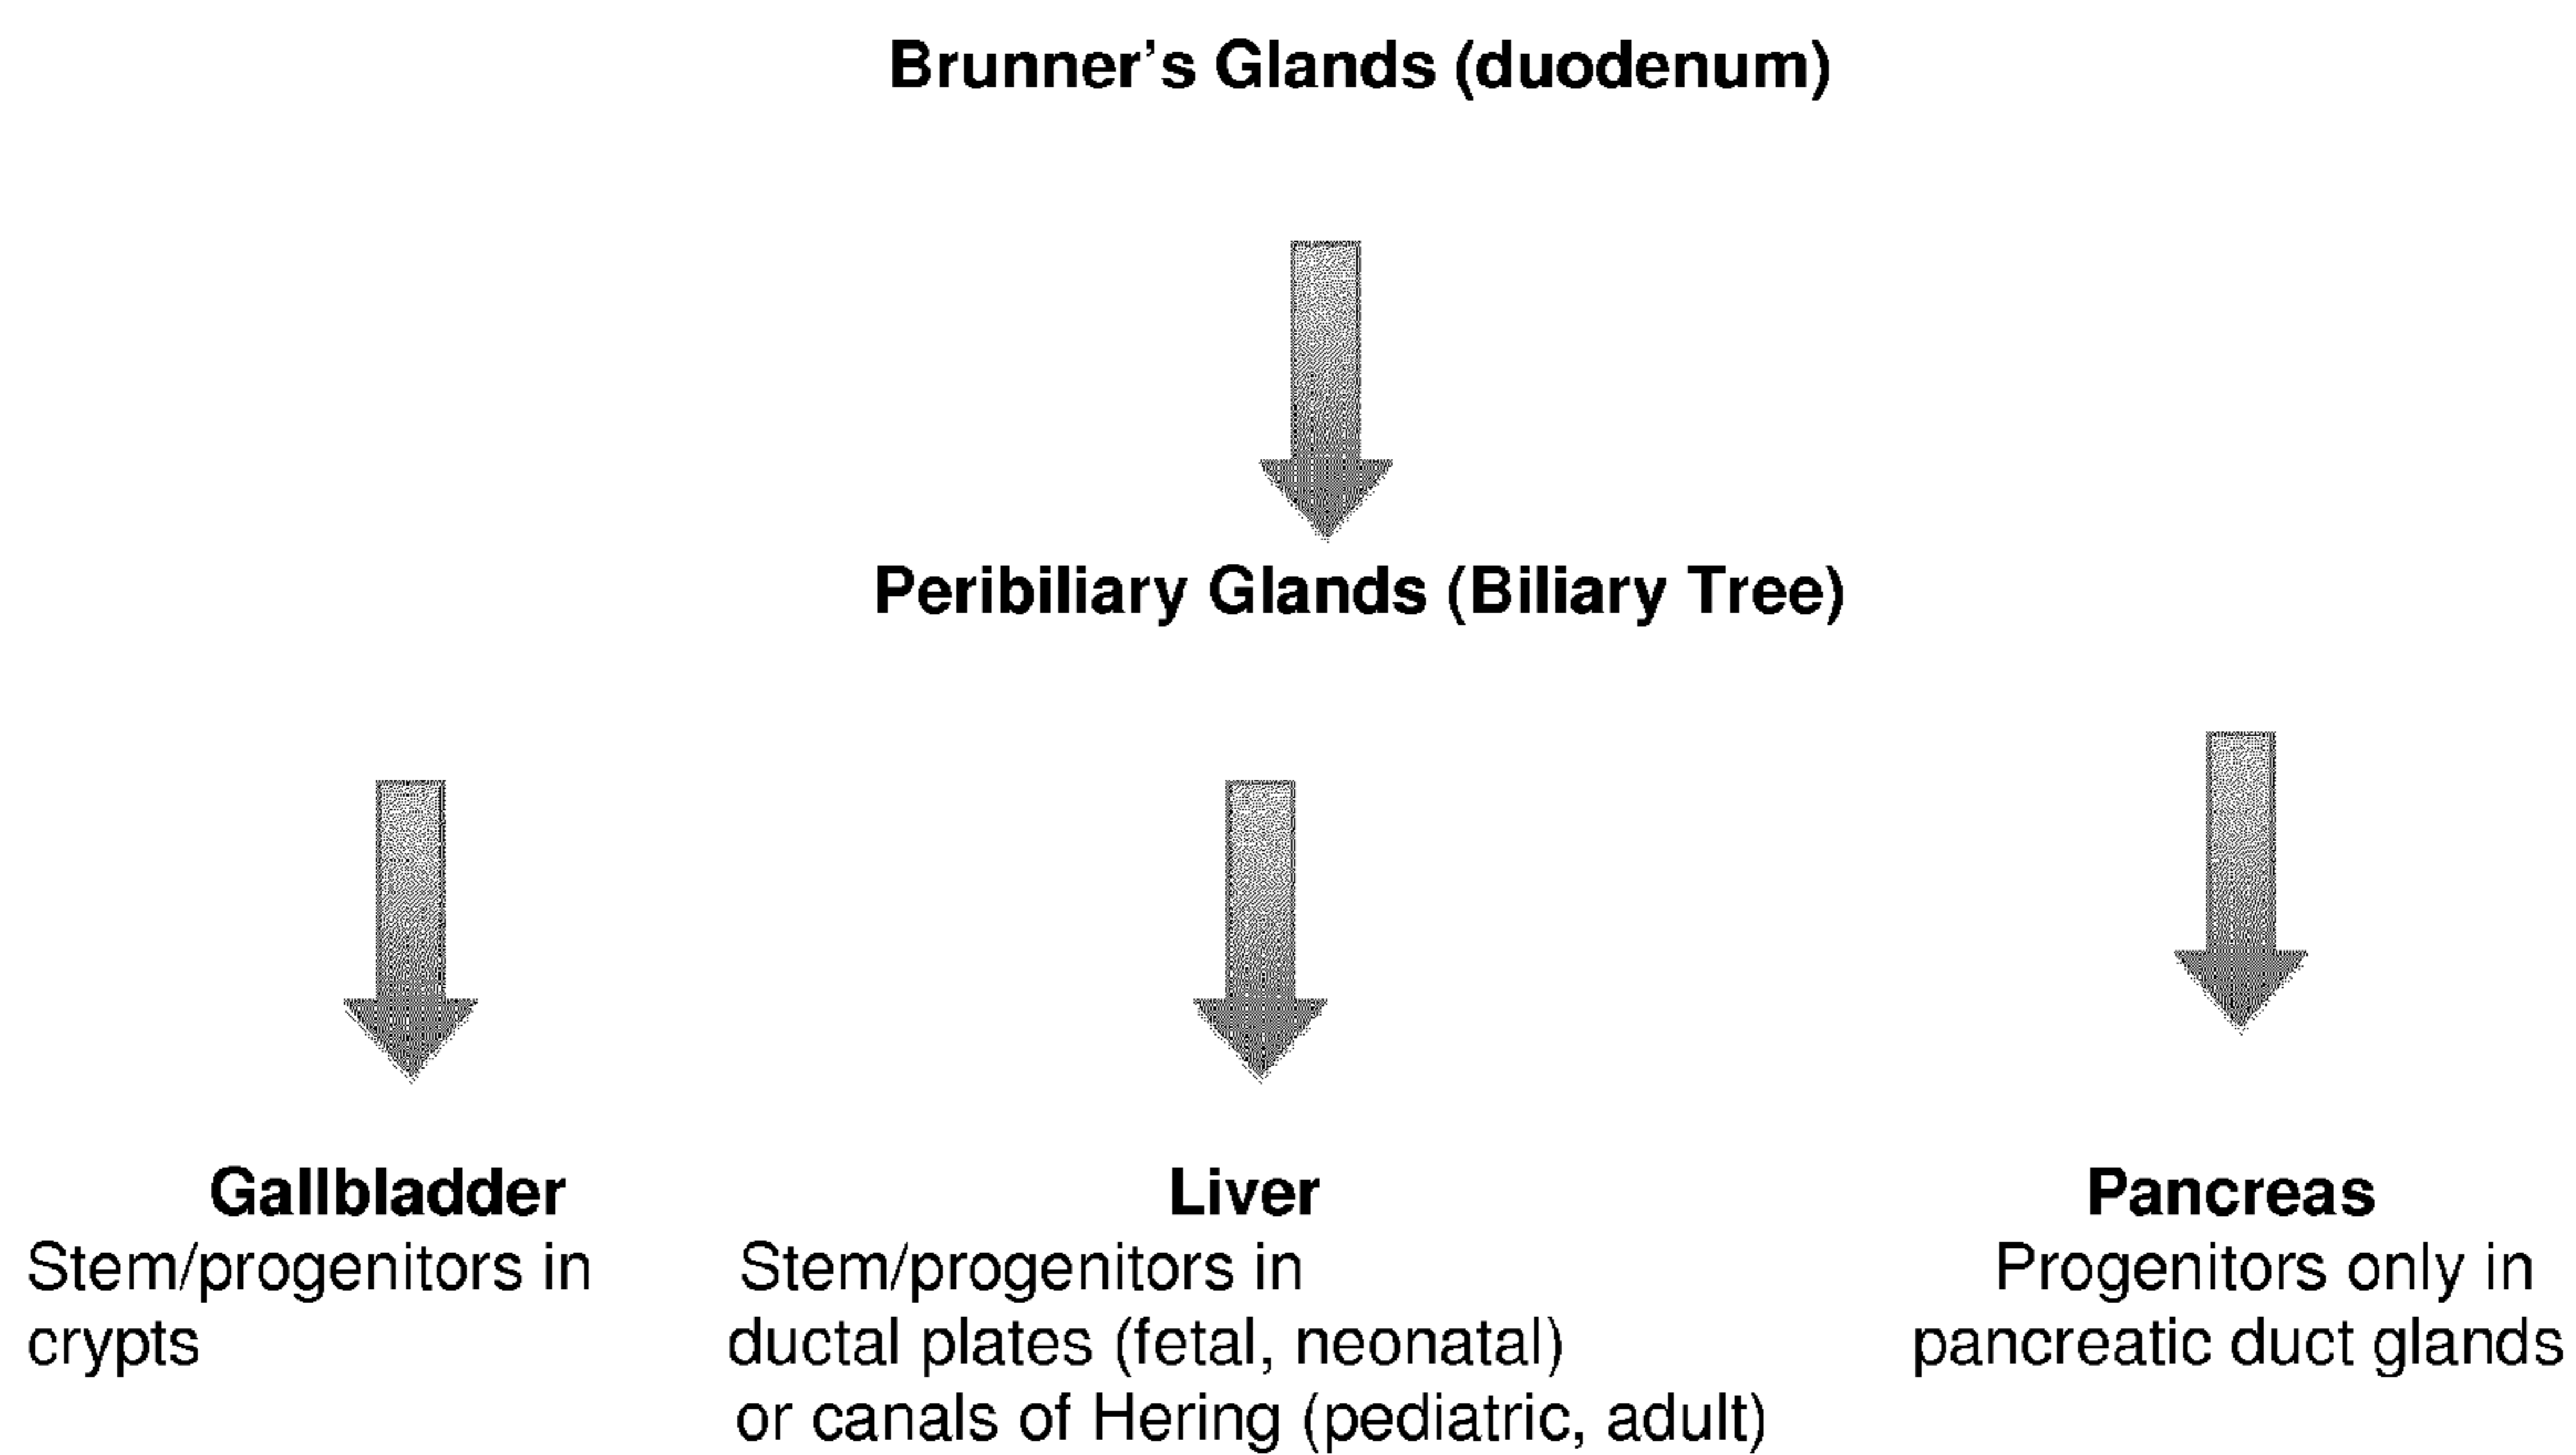 Brunner's Glands (duodenum)
Peribiliary Glands (Biliary Tree)
Gallbladder
Stem/progenitors in
crypts
Liver
Stem/progenitors in
ductal plates (fetal, neonatal)
or canals of Hering (pediatric, adult)
Pancreas
Progenitors only in
pancreatic duct glands